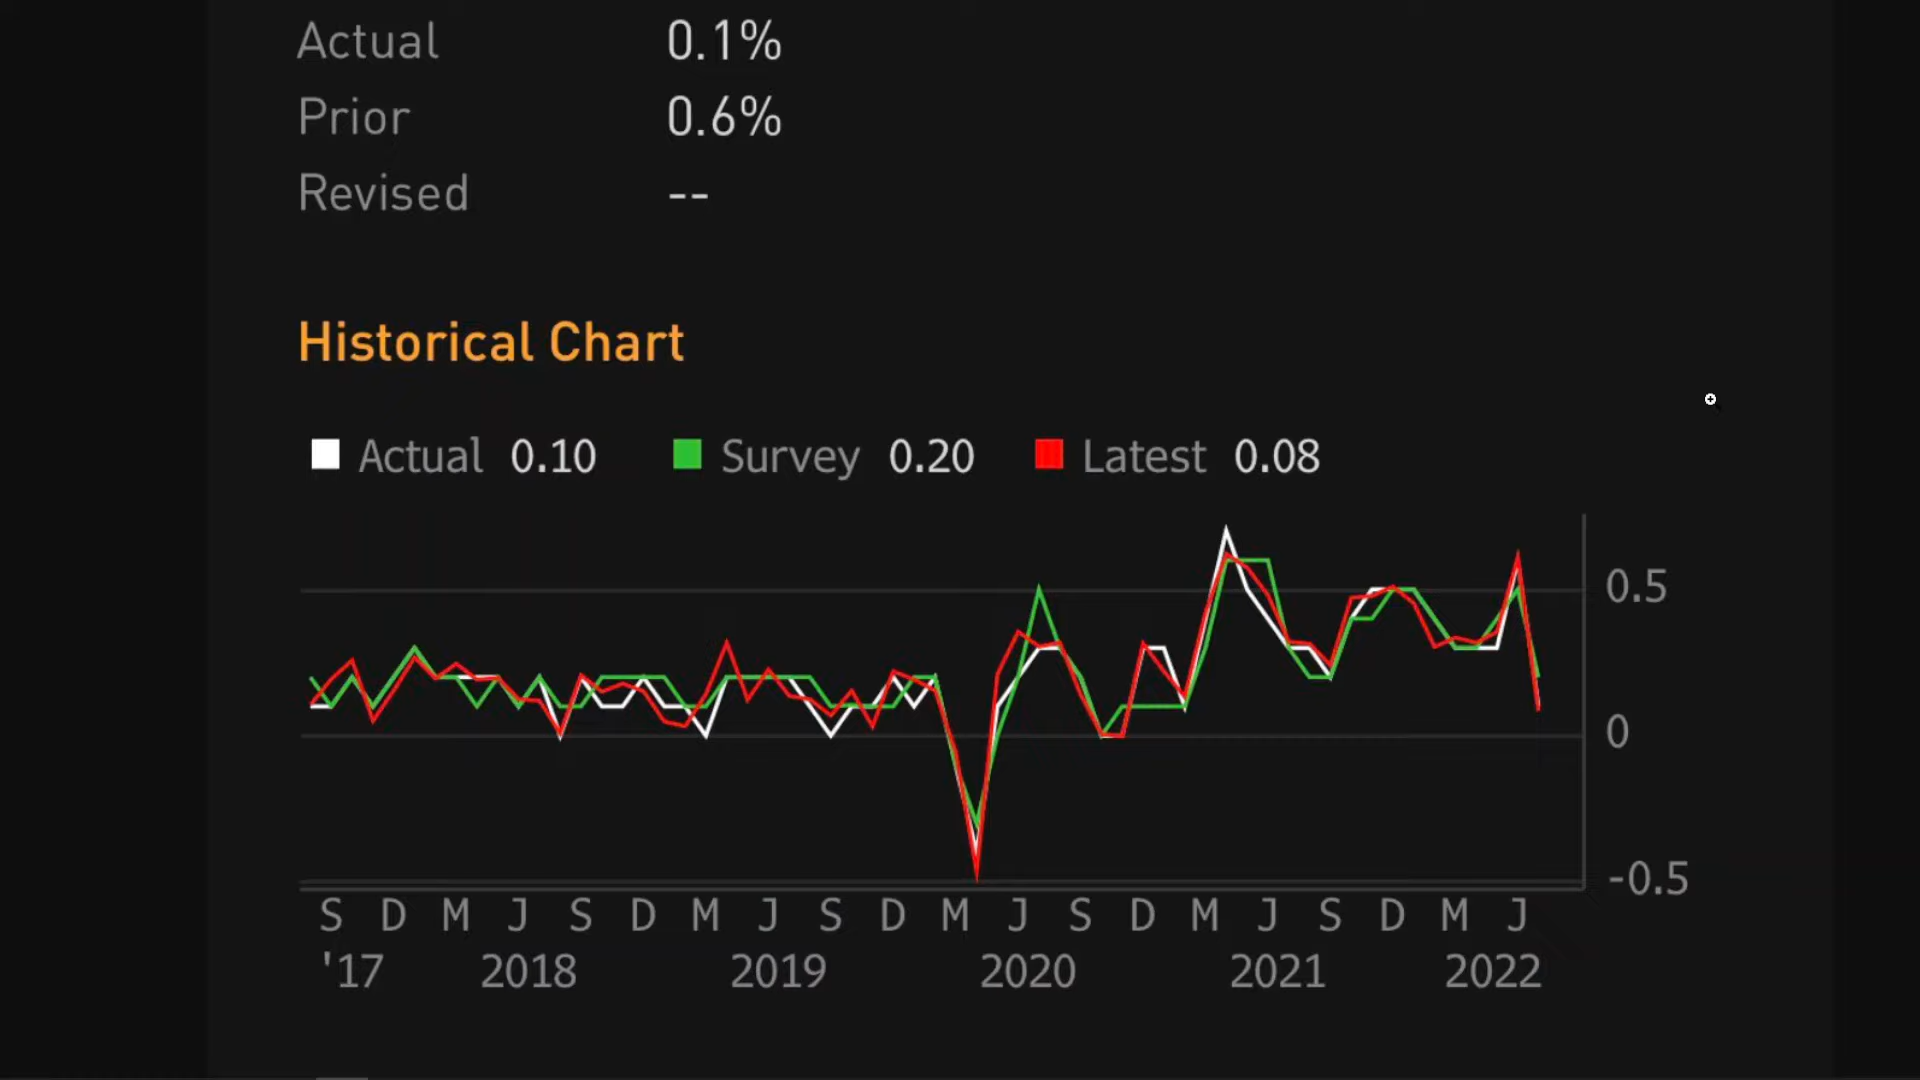 Actual 0.1%
Prior 0.6%
Revised --
Historical Chart
Actual 0.10 Survey 0.20 Latest 0.08
0.5
0
-0.5
S D M J S D M J S D M J S D M J S D M J
'17 2018 2019 2020 2021 2022